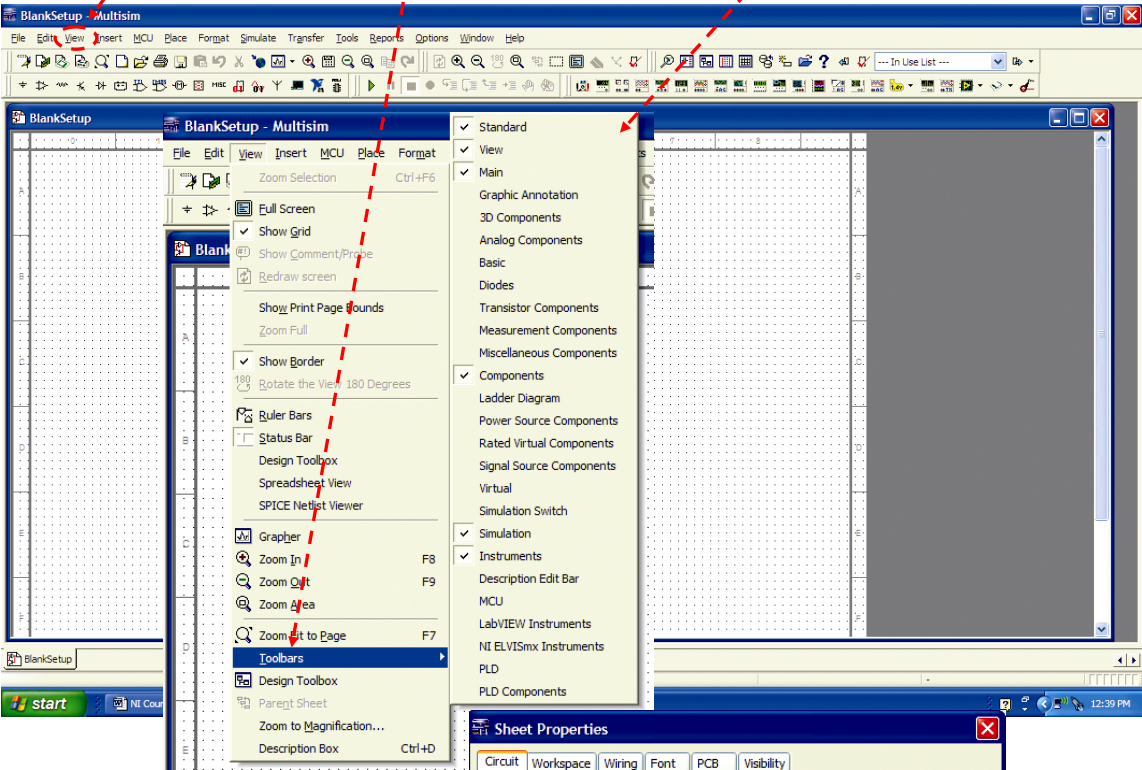 BlankSetup - Multisim
File Edit View Insert MCU Place Format Simulate Transfer Tools Reports Options Window Help
--- In Use List ---
MISC
BlankSetup
BlankSetup - Multisim
File Edit View Insert MCU Place Format
Zoom Selection Ctrl+F6
Full Screen
Show Grid
Show Comment/Probe
Redraw screen
Show Print Page Bounds
Zoom Full
Show Border
180 Rotate the View 180 Degrees
Ruler Bars
Status Bar
Design Toolbox
Spreadsheet View
SPICE Netlist Viewer
Grapher
Zoom In F8
Zoom Out F9
Zoom Area
Zoom Fit to Page F7
Toolbars
Design Toolbox
Parent Sheet
Zoom to Magnification...
Description Box Ctrl+D
Standard
View
Main
Graphic Annotation
3D Components
Analog Components
Basic
Diodes
Transistor Components
Measurement Components
Miscellaneous Components
Components
Ladder Diagram
Power Source Components
Rated Virtual Components
Signal Source Components
Virtual
Simulation Switch
Simulation
Instruments
Description Edit Bar
MCU
LabVIEW Instruments
NI ELVISmx Instruments
PLD
PLD Components
Blank
A
B
C
D
E
F
A
B
C
D
E
A
B
C
D
E
F
7
8
BlankSetup
start
NI Cour
12:39 PM
Sheet Properties
Circuit Workspace Wiring Font PCB Visibility